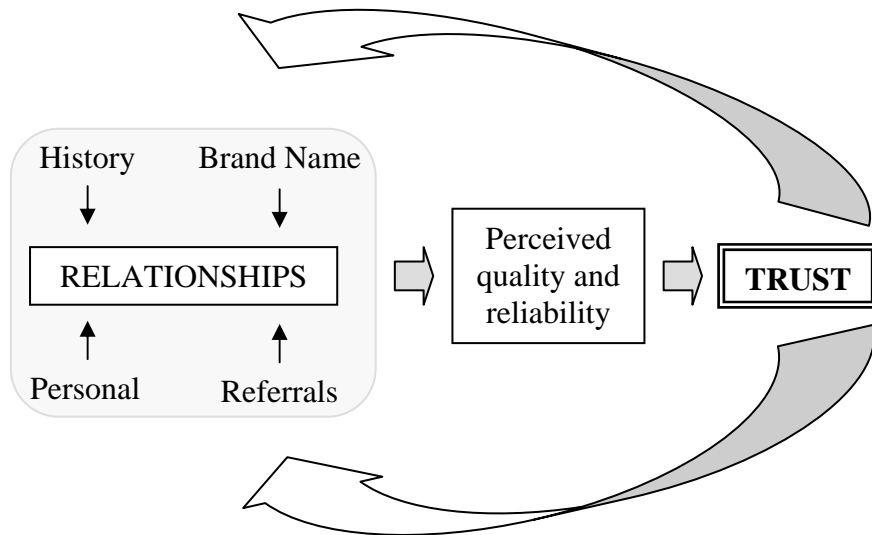 History
Brand Name
RELATIONSHIPS
Personal
Referrals
Perceived
quality and
reliability
TRUST